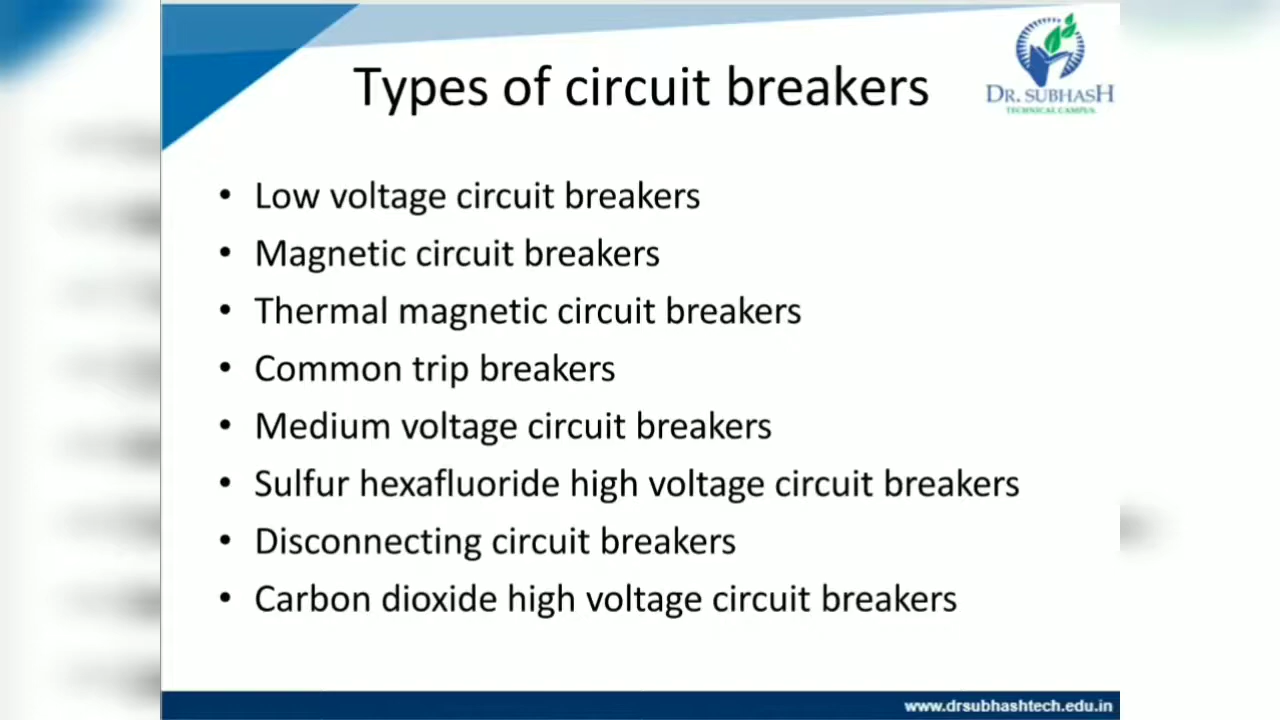 Types of circuit breakers
DR. SUBHASH
TECHNICAL CAMPUS
• Low voltage circuit breakers
• Magnetic circuit breakers
• Thermal magnetic circuit breakers
• Common trip breakers
• Medium voltage circuit breakers
• Sulfur hexafluoride high voltage circuit breakers
• Disconnecting circuit breakers
• Carbon dioxide high voltage circuit breakers
www.drsubhashtech.edu.in